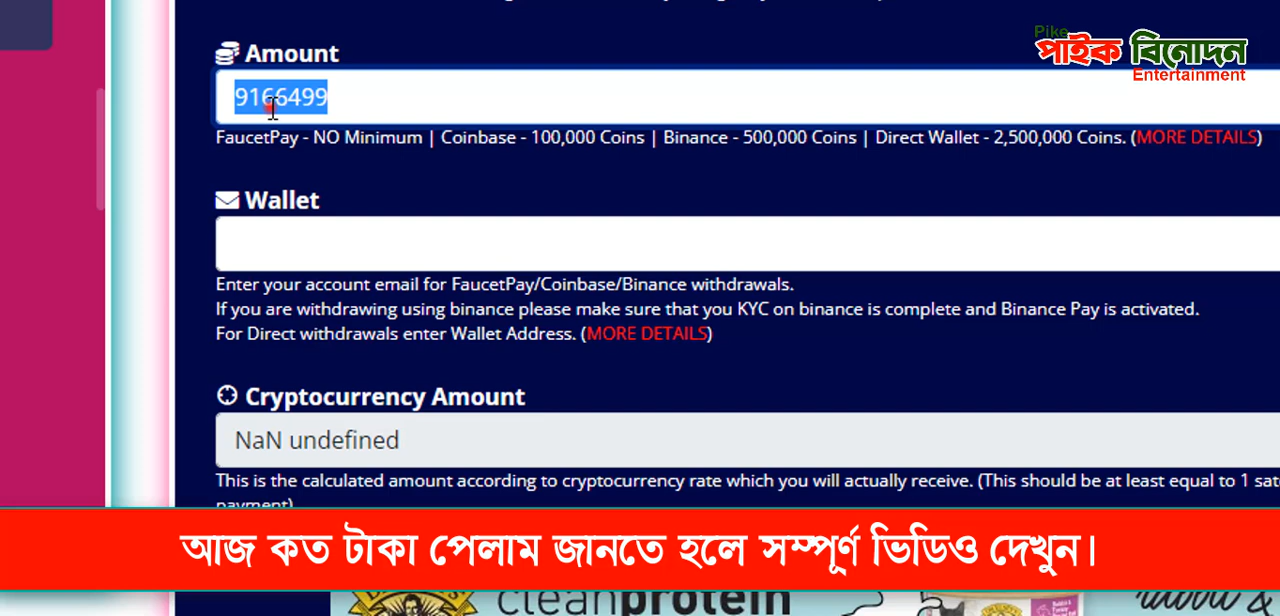 Pike
পাইক বিনোদন
Entertainment
Amount
9166499
FaucetPay - NO Minimum | Coinbase - 100,000 Coins | Binance - 500,000 Coins | Direct Wallet - 2,500,000 Coins. (MORE DETAILS)
Wallet
Enter your account email for FaucetPay/Coinbase/Binance withdrawals.
If you are withdrawing using binance please make sure that you KYC on binance is complete and Binance Pay is activated.
For Direct withdrawals enter Wallet Address. (MORE DETAILS)
Cryptocurrency Amount
NaN undefined
This is the calculated amount according to cryptocurrency rate which you will actually receive. (This should be at least equal to 1
payment)
আজ কত টাকা পেলাম জানতে হলে সম্পূর্ণ ভিডিও দেখুন।
cleanprotein